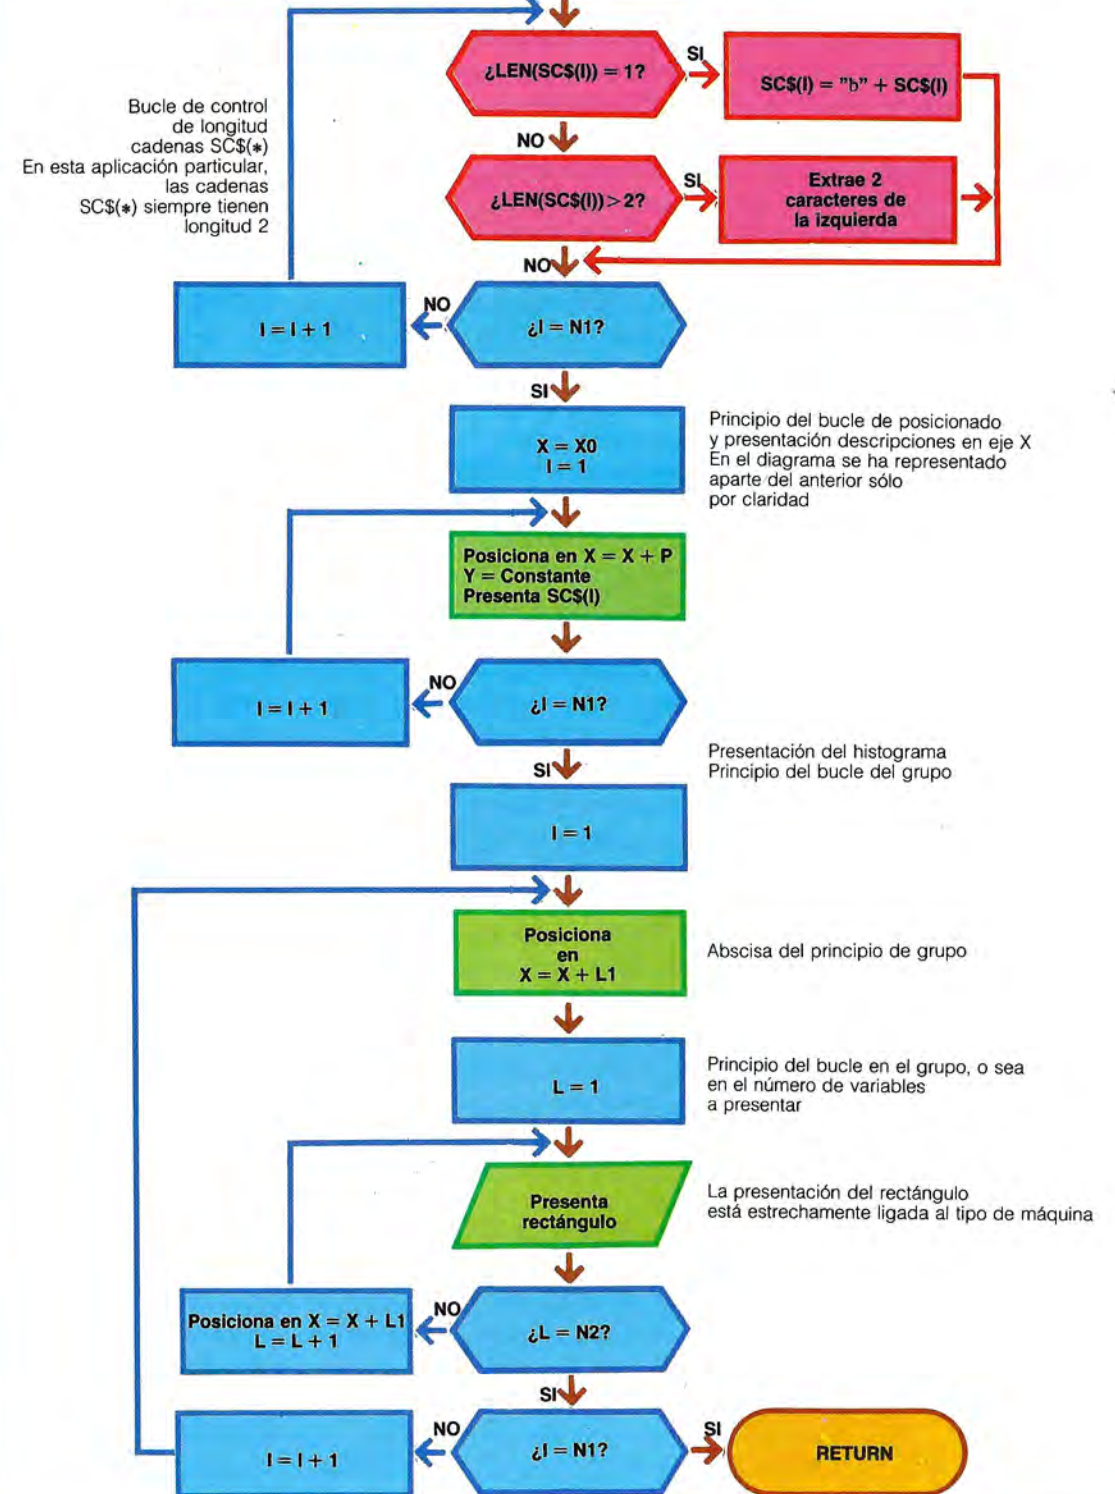 ¿LEN(SC$(I)) = 1?
SI
SC$(I) = "b" + SC$(I)
Bucle de control
de longitud
cadenas SC$(*)
En esta aplicación particular,
las cadenas
SC$(*) siempre tienen
longitud 2
NO
¿LEN(SC$(I)) > 2?
SI
Extrae 2
caracteres de
la izquierda
NO
¿I = N1?
NO
I = I + 1
SI
X = X0
I = 1
Principio del bucle de posicionado
y presentación descripciones en eje X
En el diagrama se ha representado
aparte del anterior sólo
por claridad
Posiciona en X = X + P
Y = Constante
Presenta SC$(I)
¿I = N1?
NO
I = I + 1
SI
Presentación del histograma
Principio del bucle del grupo
I = 1
Posiciona
en
X = X + L1
Abscisa del principio de grupo
L = 1
Principio del bucle en el grupo, o sea
en el número de variables
a presentar
Presenta
rectángulo
La presentación del rectángulo
está estrechamente ligada al tipo de máquina
¿L = N2?
NO
Posiciona en X = X + L1
L = L + 1
SI
¿I = N1?
NO
I = I + 1
SI
RETURN